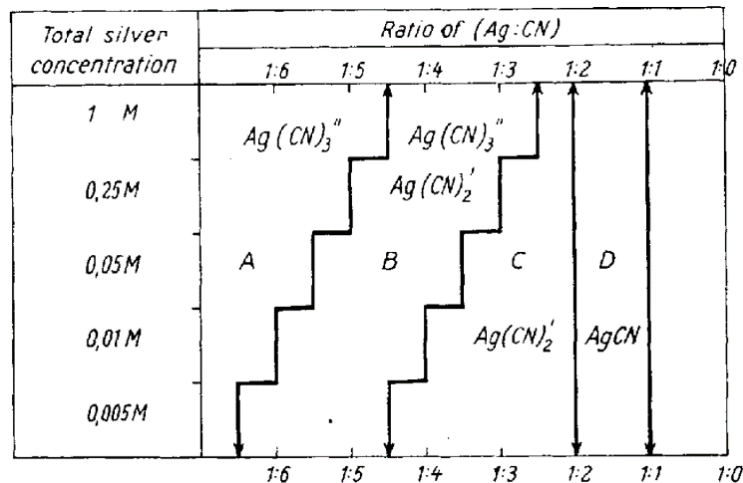 Total silver concentration
Ratio of (Ag:CN)
1:6 1:5 1:4 1:3 1:2 1:1 1:0
1 M
Ag(CN)₃'' Ag(CN)₃''
Ag(CN)₂'
0,25M
0,05M
A B C D
0,01M
Ag(CN)₂' AgCN
0,005M
1:6 1:5 1:4 1:3 1:2 1:1 1:0